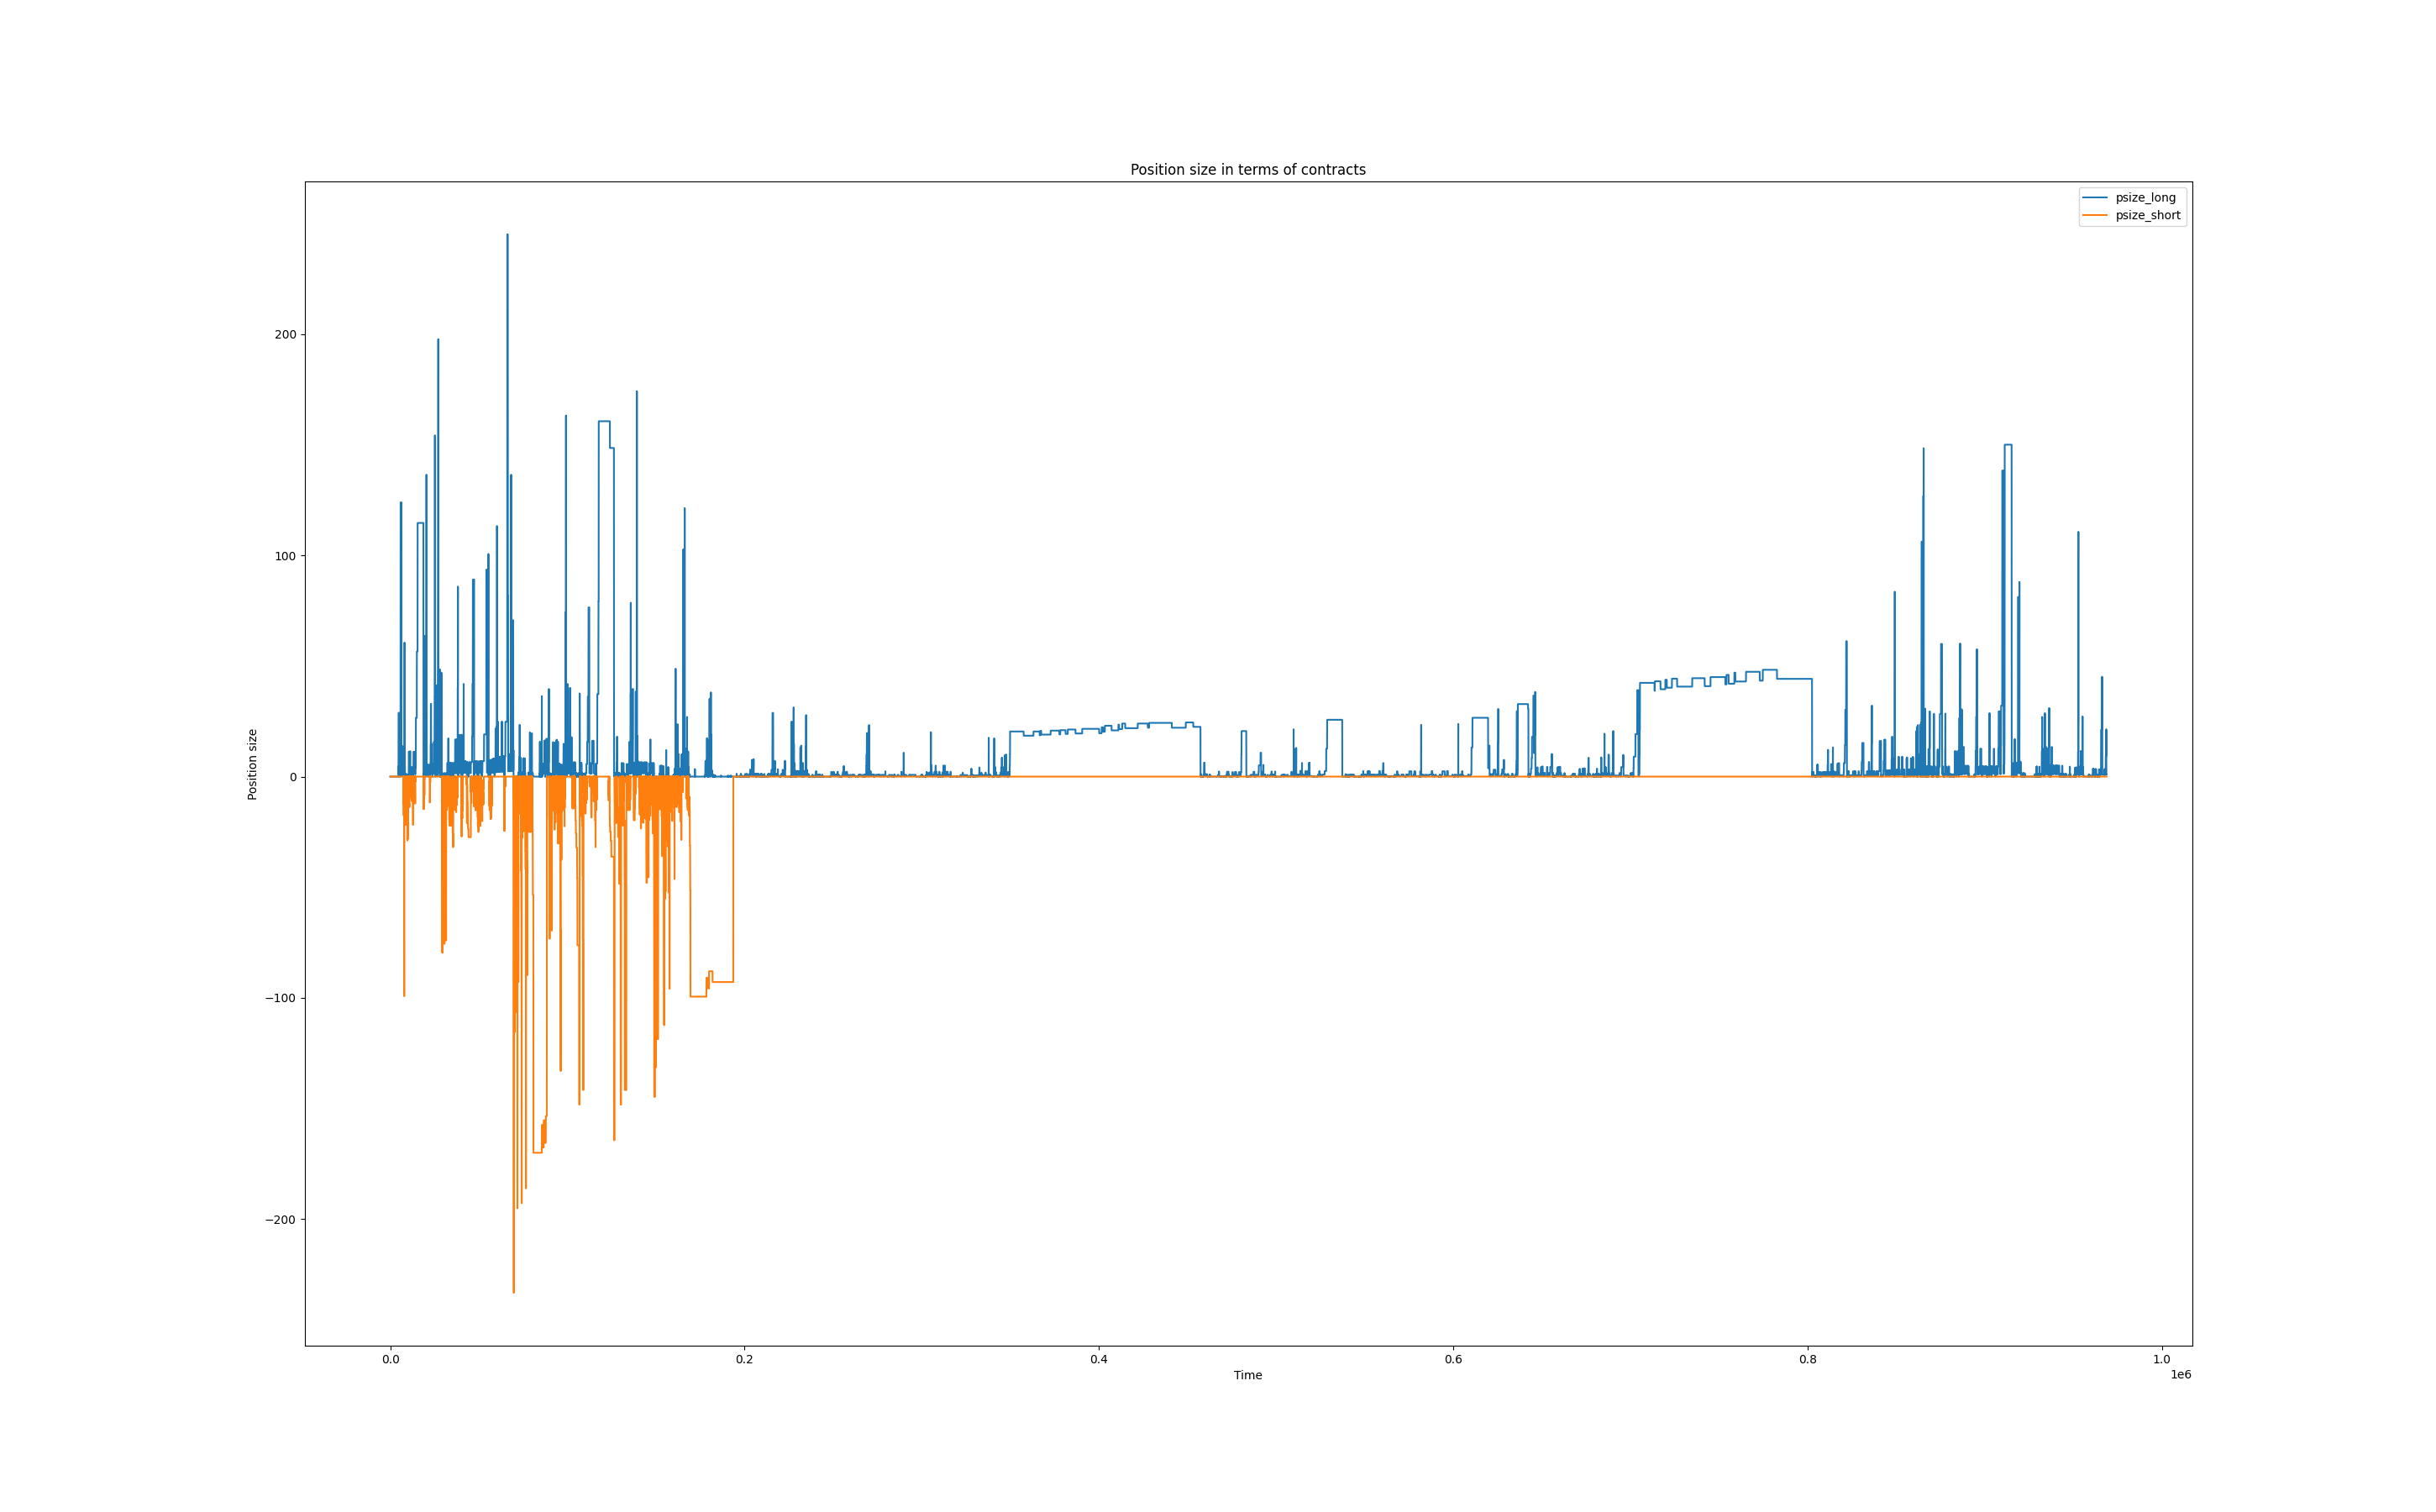 Position size in terms of contracts
psize_long
psize_short
Position size
200
100
0
−100
−200
0.0
0.2
0.4
0.6
0.8
1.0
1e6
Time